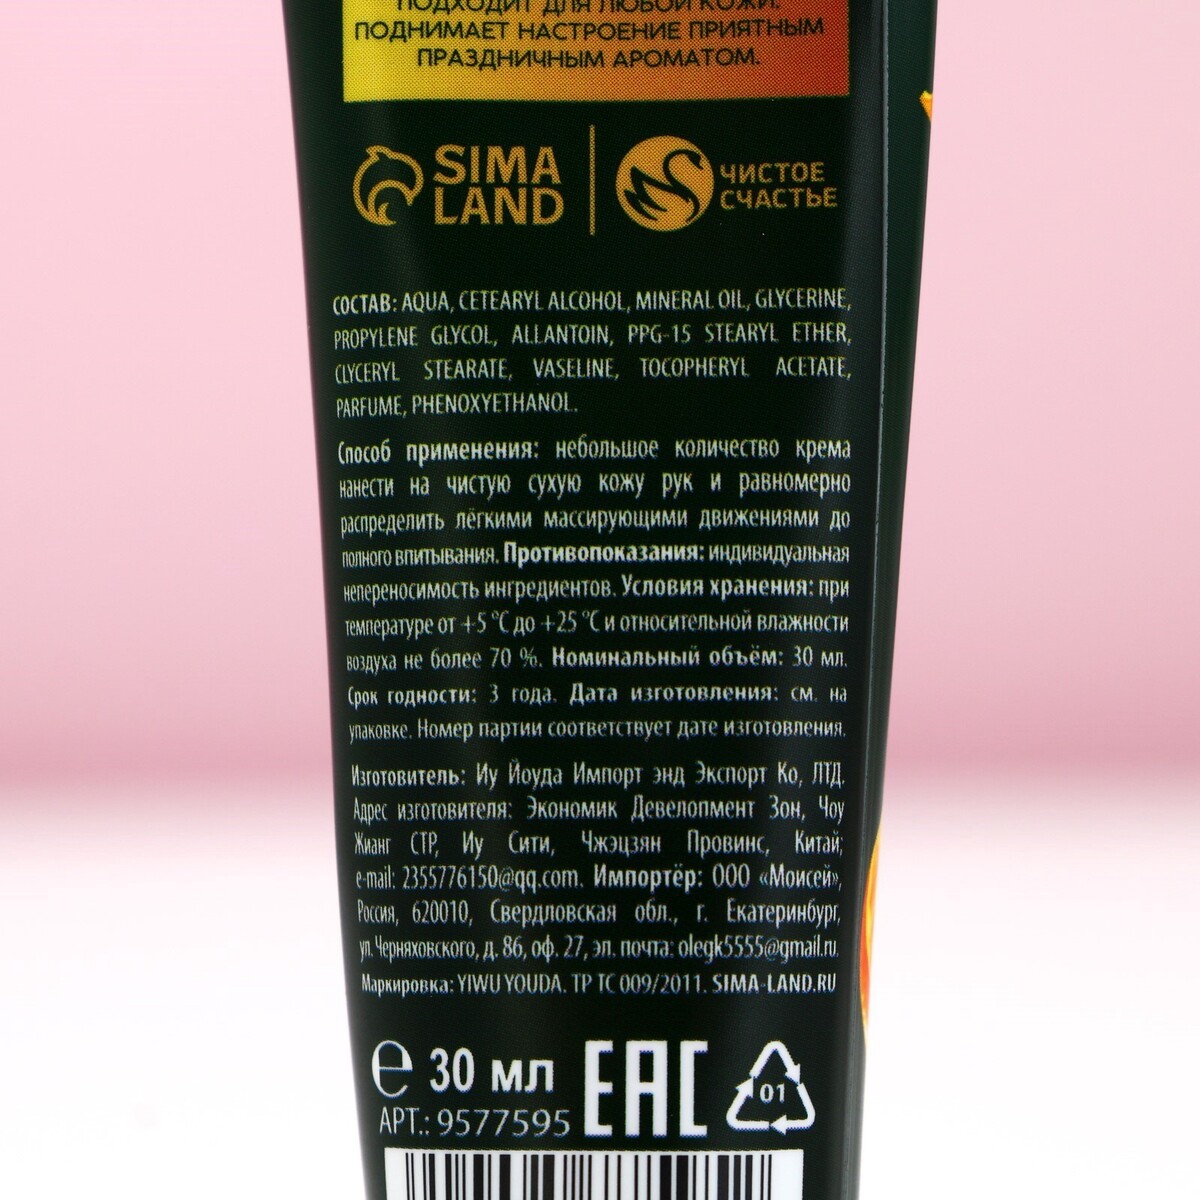 ПОДХОДИТ ДЛЯ ЛЮБОЙ КОЖИ.
ПОДНИМАЕТ НАСТРОЕНИЕ ПРИЯТНЫМ
ПРАЗДНИЧНЫМ АРОМАТОМ.
SIMA LAND
ЧИСТОЕ СЧАСТЬЕ
СОСТАВ: AQUA, CETEARYL ALCOHOL, MINERAL OIL, GLYCERINE,
PROPYLENE GLYCOL, ALLANTOIN, PPG-15 STEARYL ETHER,
GLYCERYL STEARATE, VASELINE, TOCOPHERYL ACETATE,
PARFUME, PHENOXYETHANOL.
Способ применения: небольшое количество крема
нанести на чистую сухую кожу рук и равномерно
распределить лёгкими массирующими движениями до
полного впитывания. Противопоказания: индивидуальная
непереносимость ингредиентов. Условия хранения: при
температуре от +5 °C до +25 °C и относительной влажности
воздуха не более 70 %. Номинальный объём: 30 мл.
Срок годности: 3 года. Дата изготовления: см. на
упаковке. Номер партии соответствует дате изготовления.
Изготовитель: Иу Йоуда Импорт энд Экспорт Ко, ЛТД.
Адрес изготовителя: Экономик Девелопмент Зон, Чоу
Жианг СТР, Иу Сити, Чжэцзян Провинс, Китай;
e-mail: 2355776150@qq.com. Импортёр: ООО «Моисей»,
Россия, 620010, Свердловская обл., г. Екатеринбург,
ул. Черняховского, д. 86, оф. 27, эл. почта: olegk5555@gmail.ru
Маркировка: YIWU YOUDA. ТР ТС 009/2011. SIMA-LAND.RU
℮ 30 мл
EAC
01
АРТ.: 9577595